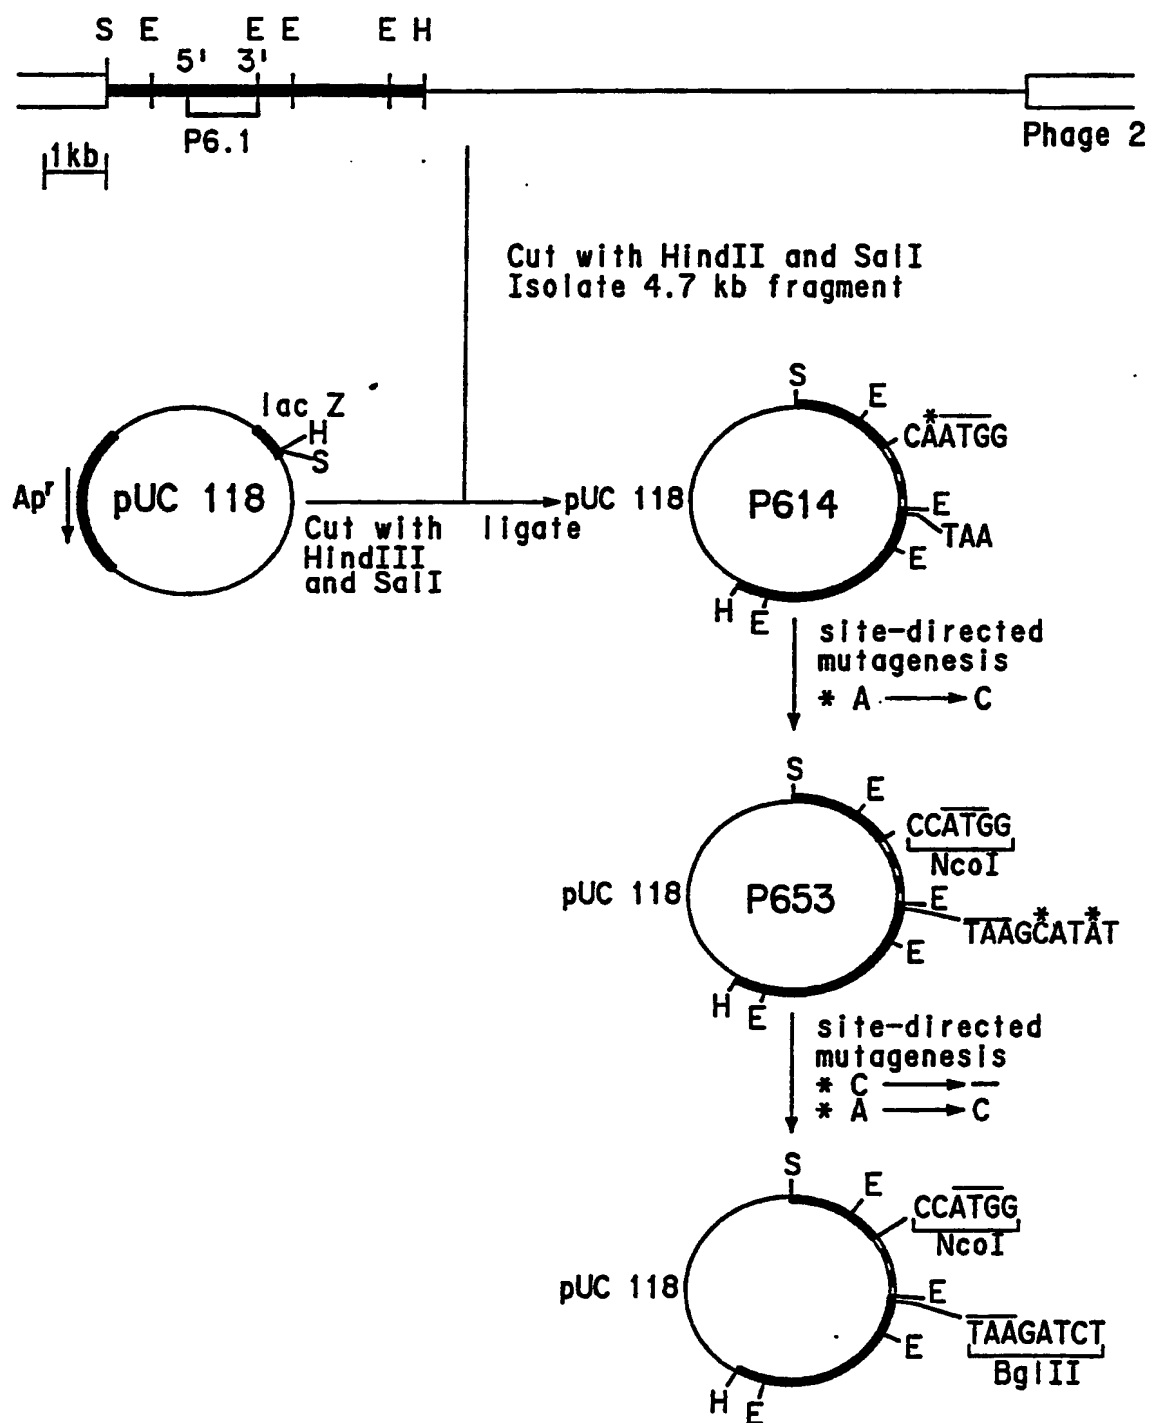 S E E E E H
5' 3'
P6.1
1kb
Phage 2
Cut with HindII and SalI
Isolate 4.7 kb fragment
lac Z
H
S
Apʳ
pUC 118
Cut with
HindIII
and SalI
ligate
pUC 118
P614
S
E
*
CAATGG
E
TAA
E
E
H
site-directed
mutagenesis
* A → C
S
E
CCATGG
NcoI
pUC 118
P653
E
* *
TAAGCATAT
E
E
H
site-directed
mutagenesis
* C → —
* A → C
S
E
CCATGG
NcoI
pUC 118
E
TAAGATCT
BglII
E
E
H